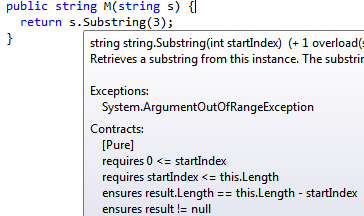 public string M(string s) {
return s.Substring(3);
}
string string.Substring(int startIndex) (+ 1 overload(s
Retrieves a substring from this instance. The substrin
Exceptions:
System.ArgumentOutOfRangeException
Contracts:
[Pure]
requires 0 <= startIndex
requires startIndex <= this.Length
ensures result.Length == this.Length - startIndex
ensures result != null